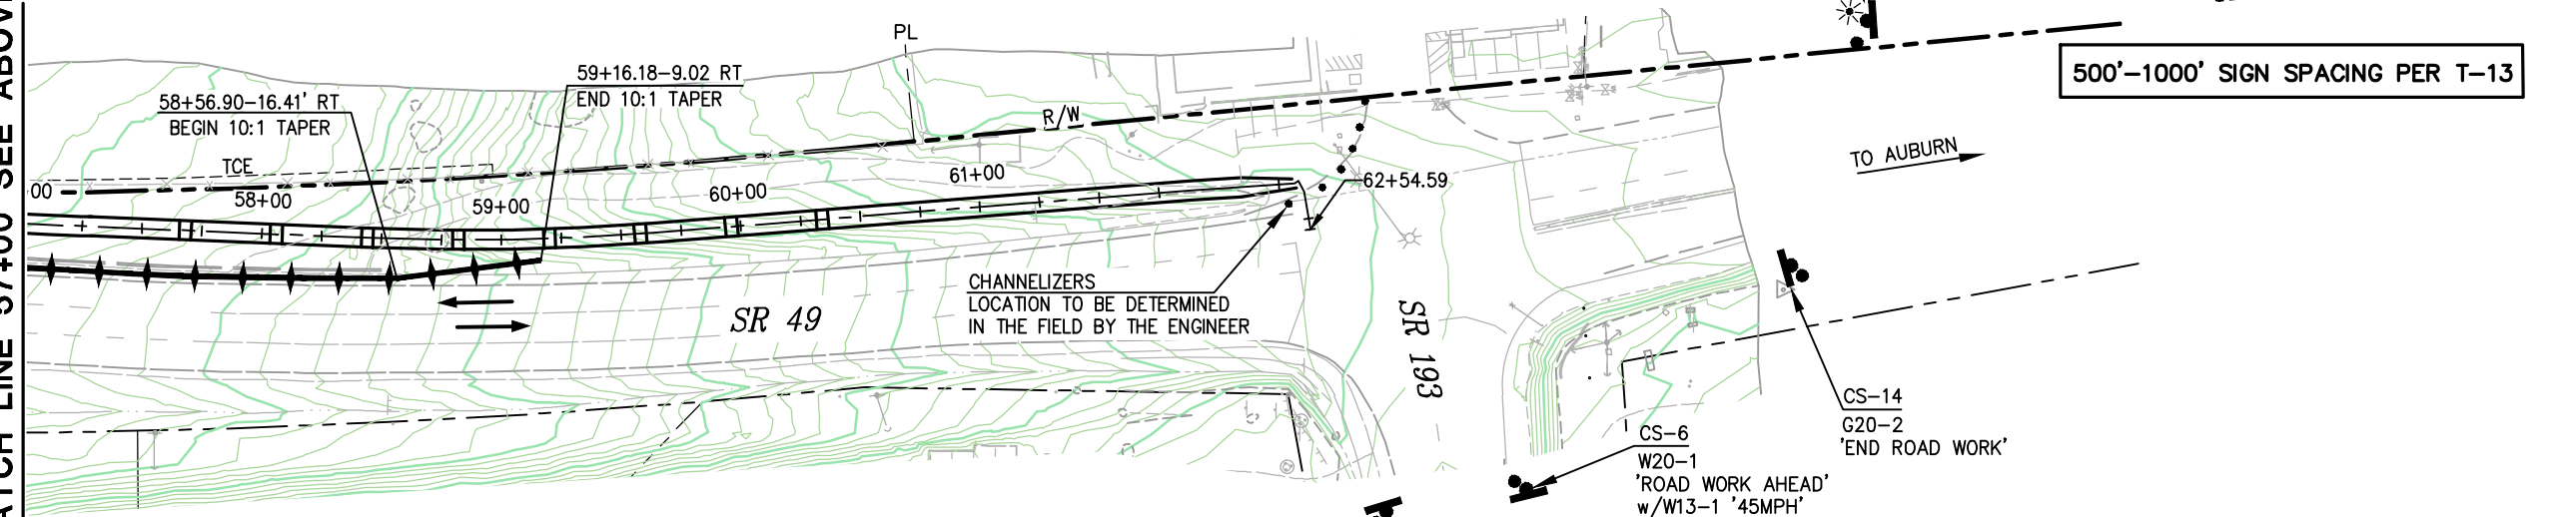 PL
59+16.18-9.02 RT
END 10:1 TAPER
58+56.90-16.41' RT
BEGIN 10:1 TAPER
500'-1000' SIGN SPACING PER T-13
R/W
TCE
TO AUBURN
00
58+00
59+00
60+00
61+00
62+54.59
CHANNELIZERS
LOCATION TO BE DETERMINED
IN THE FIELD BY THE ENGINEER
SR 49
SR 193
CS-14
G20-2
'END ROAD WORK'
CS-6
W20-1
'ROAD WORK AHEAD'
w/W13-1 '45MPH'
LINE
SEE